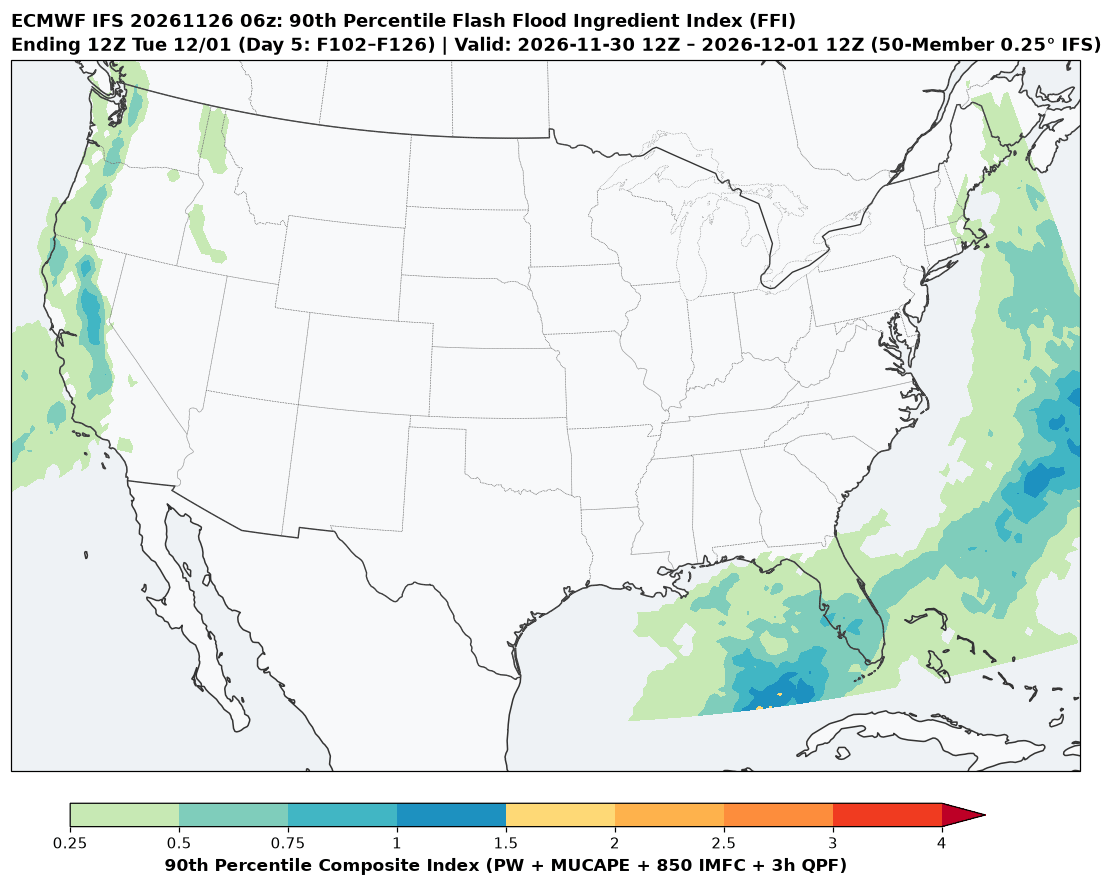 ECMWF IFS 20261126 06z: 90th Percentile Flash Flood Ingredient Index (FFI)
Ending 12Z Tue 12/01 (Day 5: F102–F126) | Valid: 2026-11-30 12Z – 2026-12-01 12Z (50-Member 0.25° IFS)
0.25 0.5 0.75 1 1.5 2 2.5 3 4
90th Percentile Composite Index (PW + MUCAPE + 850 IMFC + 3h QPF)